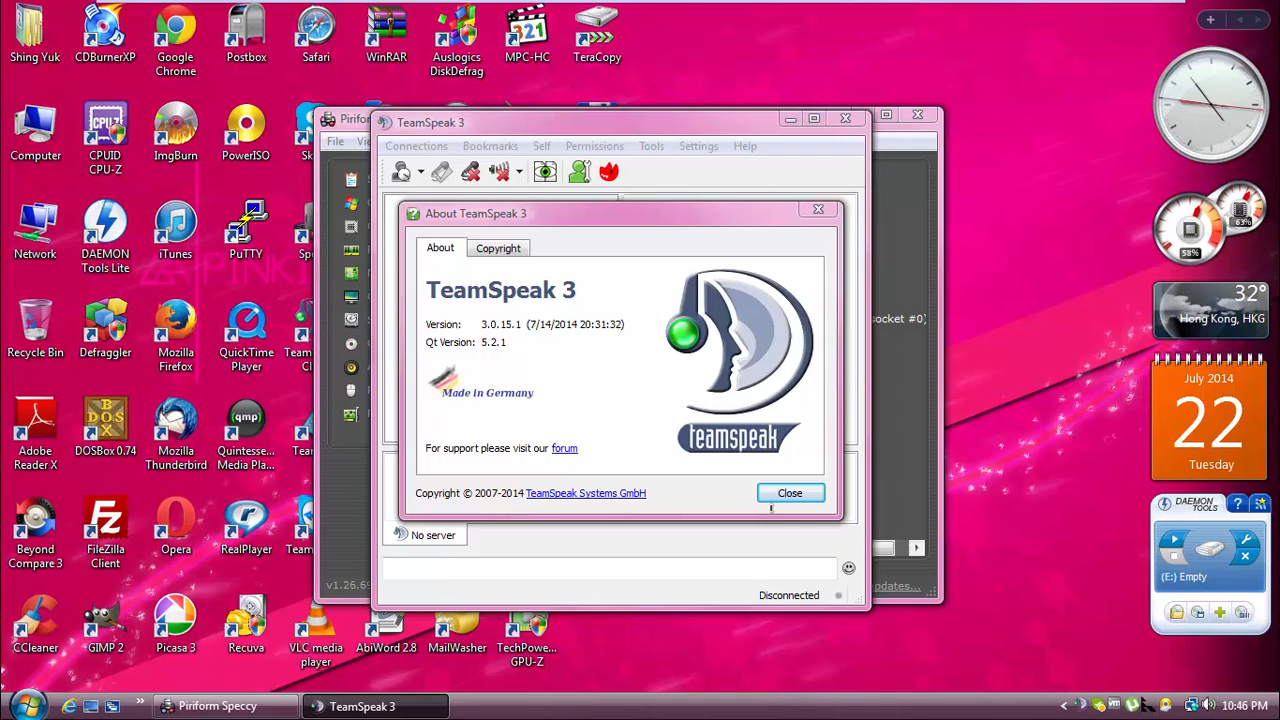 Shing Yuk
CDBurnerXP
Google Chrome
Postbox
Safari
WinRAR
Auslogics DiskDefrag
MPC-HC
TeraCopy
Computer
CPUID CPU-Z
ImgBurn
PowerISO
Network
DAEMON Tools Lite
iTunes
PuTTY
Recycle Bin
Defraggler
Mozilla Firefox
QuickTime Player
Adobe Reader X
DOSBox 0.74
Mozilla Thunderbird
Quintesse... Media Pla...
Beyond Compare 3
FileZilla Client
Opera
RealPlayer
CCleaner
GIMP 2
Picasa 3
Recuva
VLC media player
AbiWord 2.8
MailWasher
TechPowe... GPU-Z
File
TeamSpeak 3
Connections Bookmarks Self Permissions Tools Settings Help
About TeamSpeak 3
About Copyright
TeamSpeak 3
Version: 3.0.15.1 (7/14/2014 20:31:32)
Qt Version: 5.2.1
Made in Germany
teamspeak
For support please visit our forum
Copyright © 2007-2014 TeamSpeak Systems GmbH
Close
No server
Disconnected
socket #0)
63%
58%
32°
Hong Kong, HKG
July 2014
22
Tuesday
DAEMON TOOLS
(E:) Empty
Piriform Speccy
TeamSpeak 3
10:46 PM